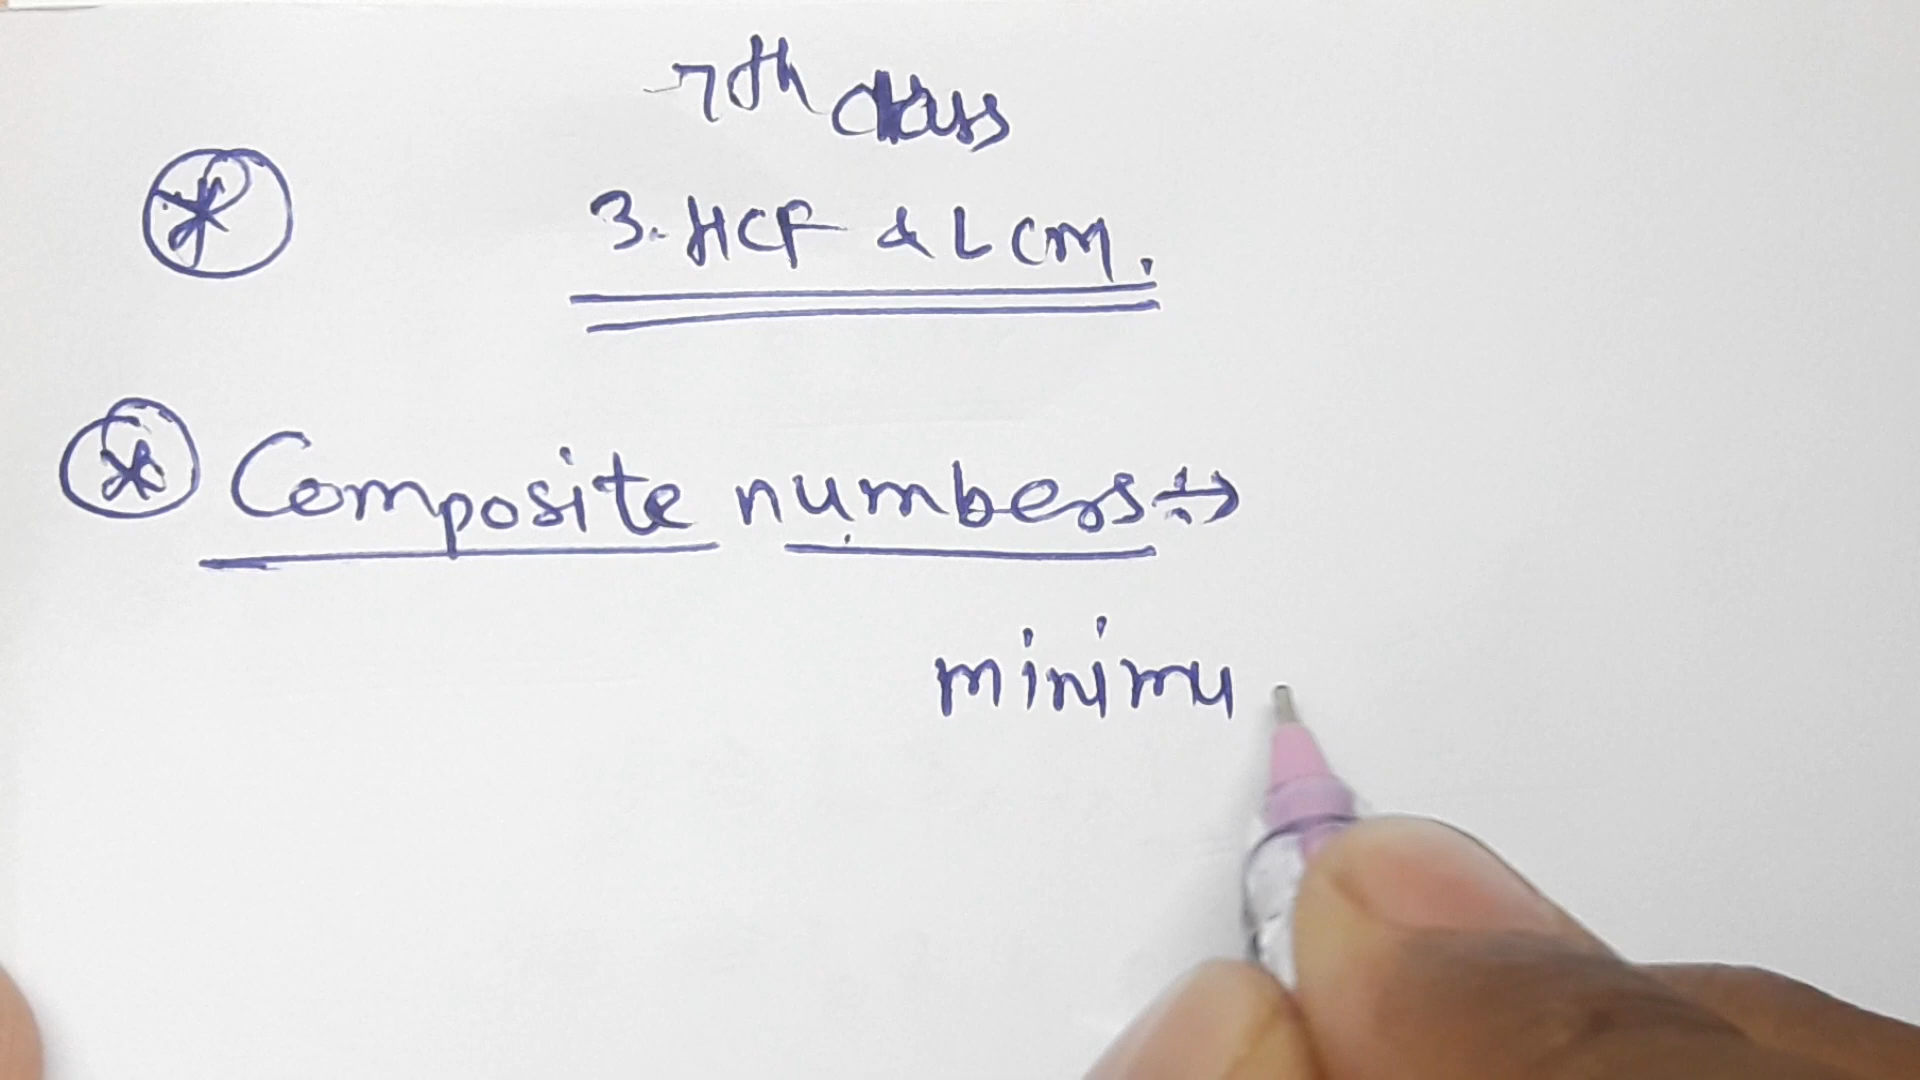 7th class
3. HCF & LCM.
Composite numbers :→
minimu